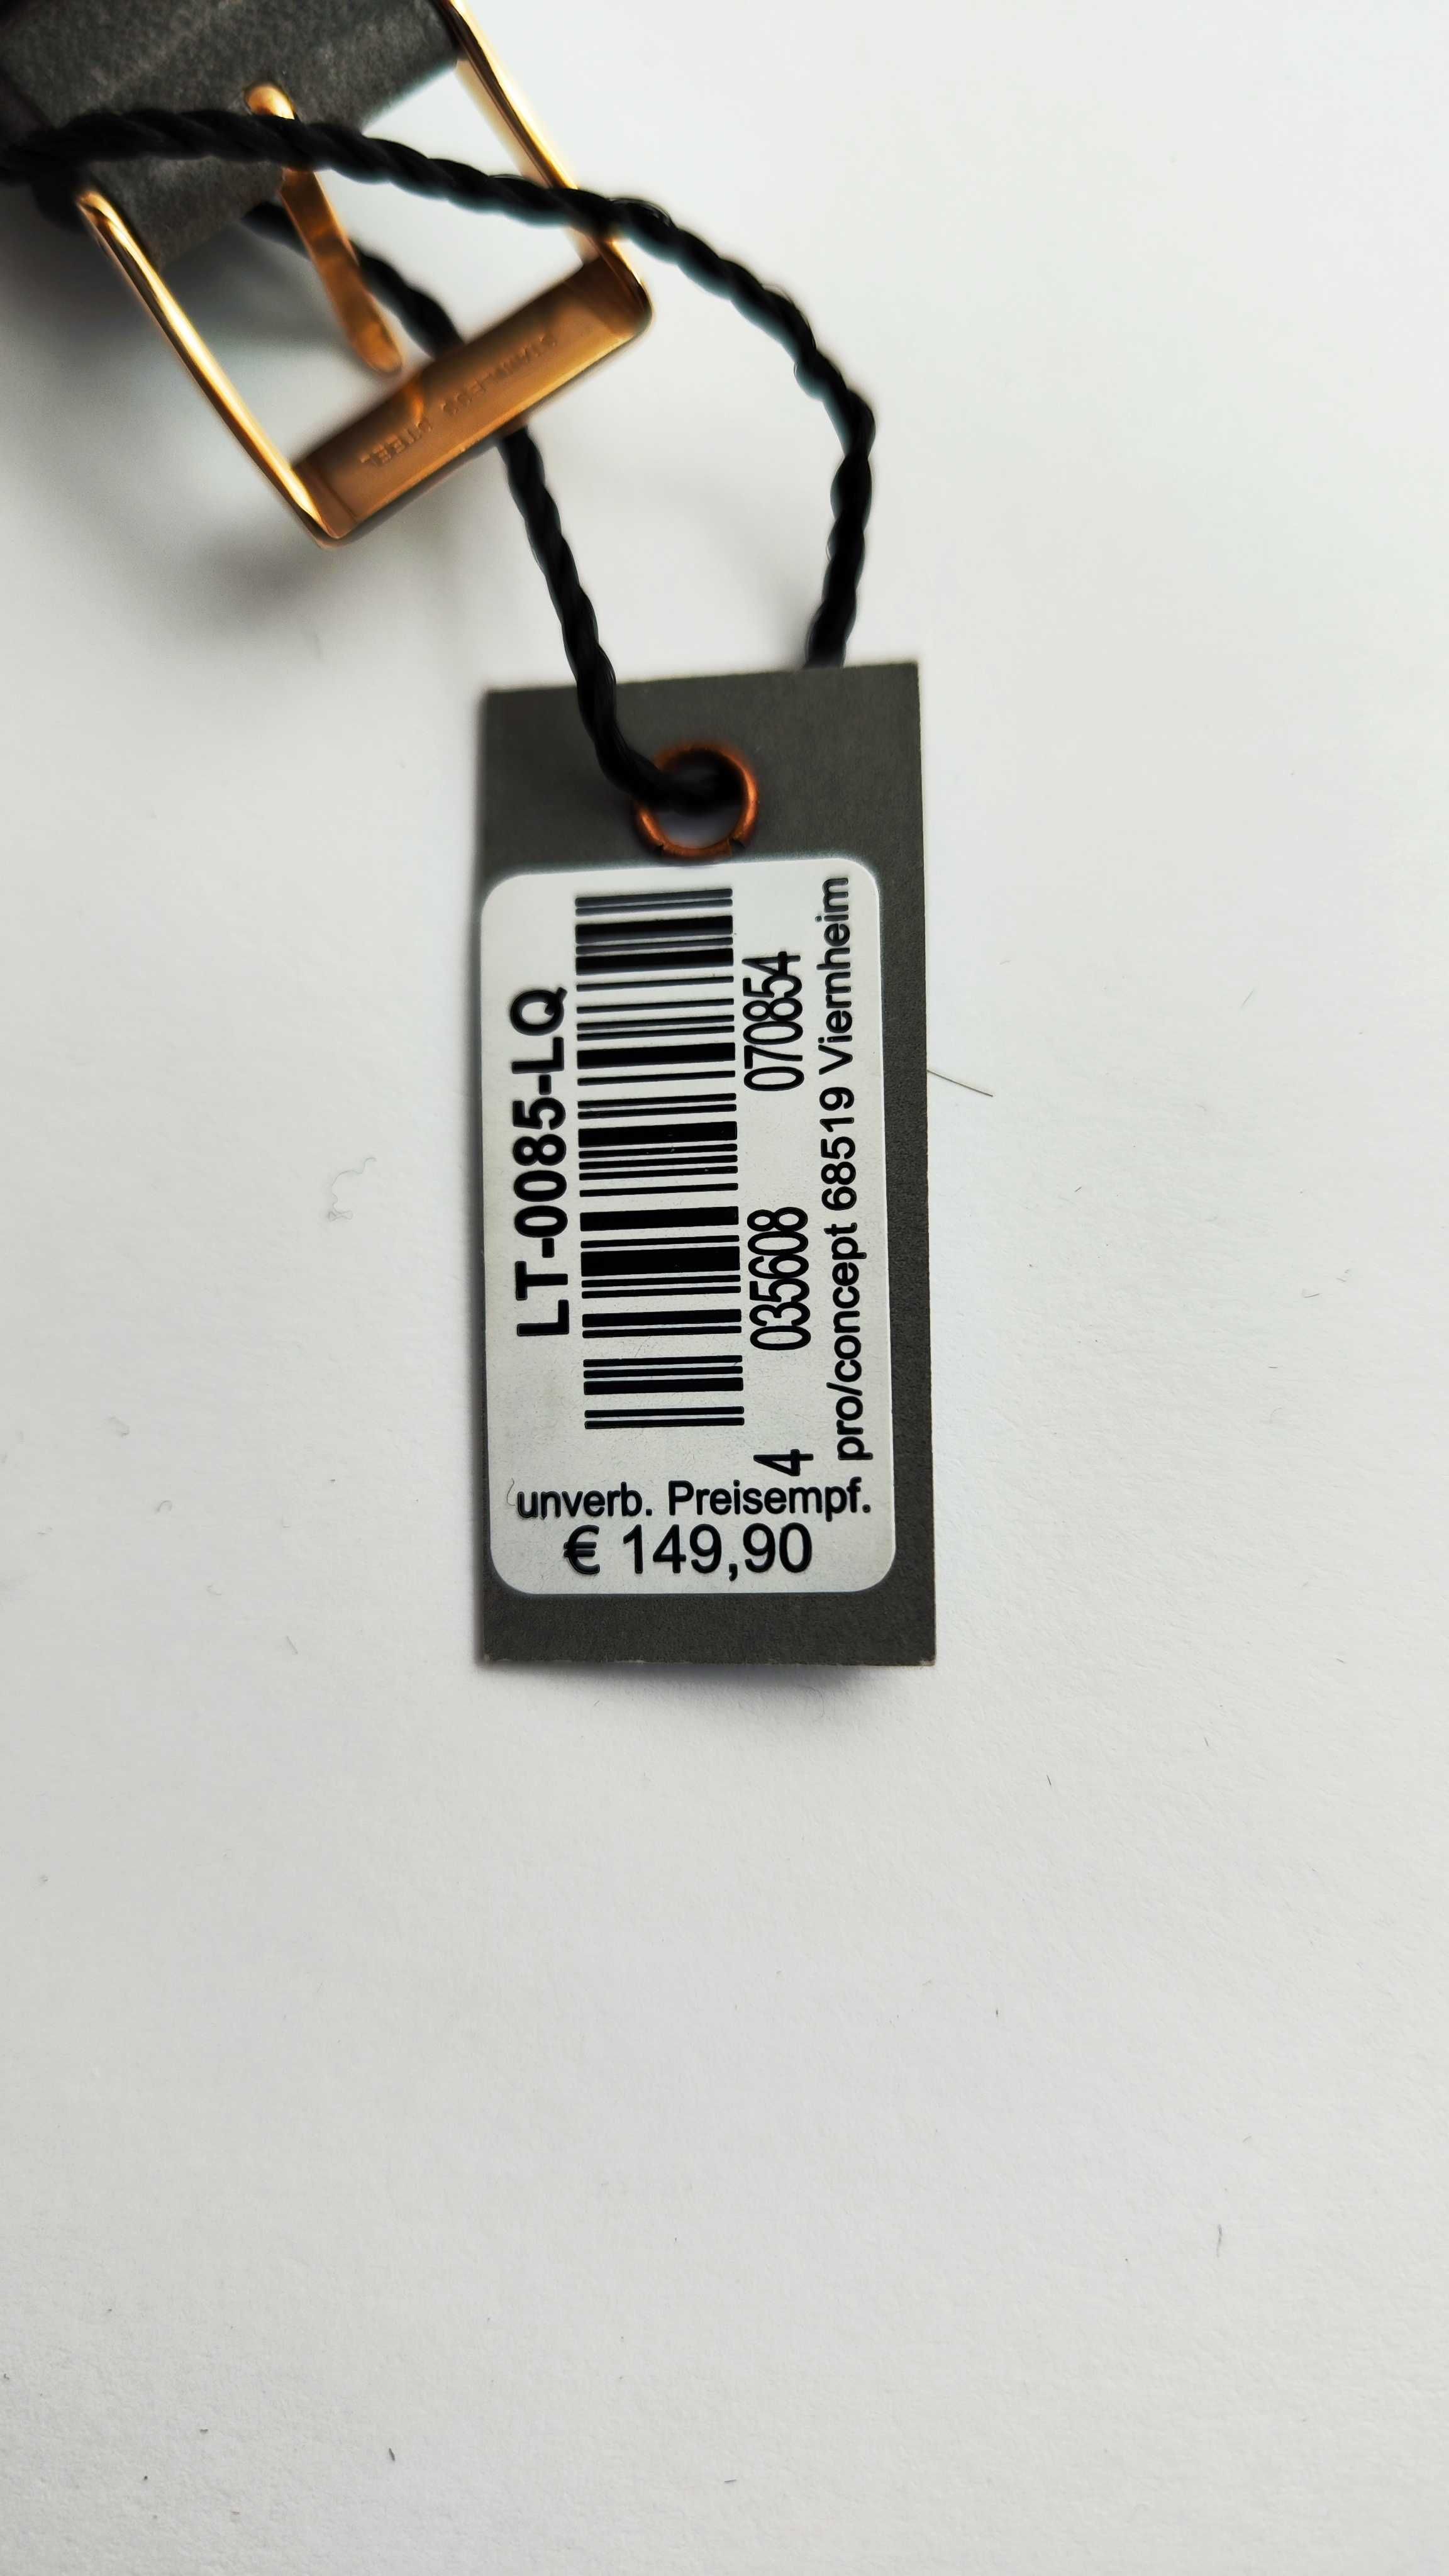 STAINLESS STEEL
LT-0085-LQ
4 035608 070854
pro/concept 68519 Viernheim
unverb. Preisempf.
€ 149,90